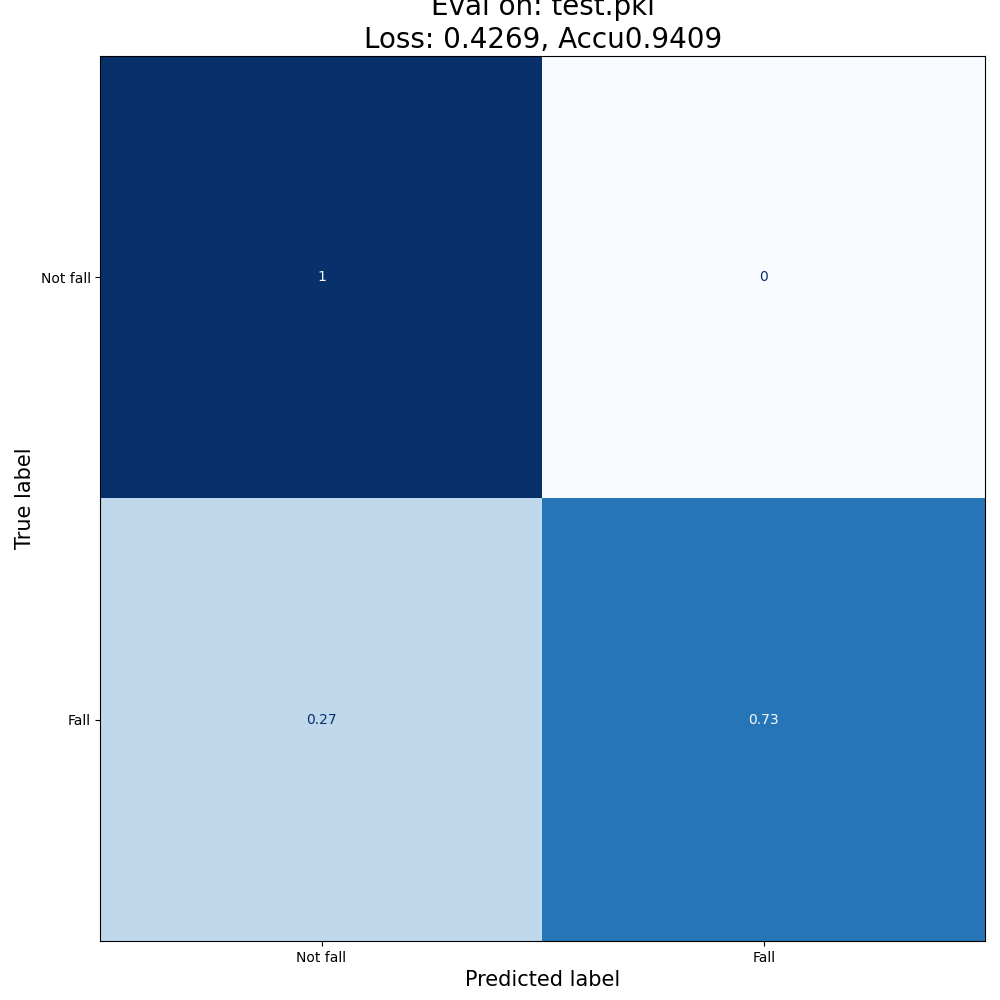 Eval on: test.pkl
Loss: 0.4269, Accu0.9409
Not fall
1
0
True label
Fall
0.27
0.73
Not fall
Fall
Predicted label